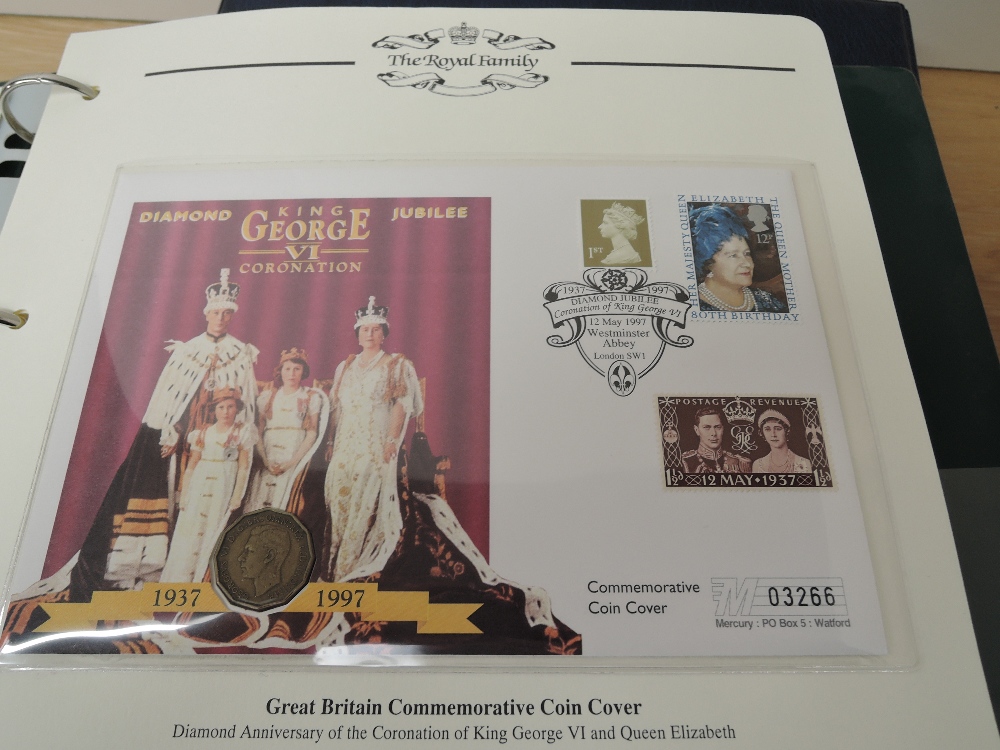 The Royal Family
DIAMOND KING JUBILEE
GEORGE
VI
CORONATION
1ST
HER MAJESTY QUEEN ELIZABETH THE QUEEN MOTHER
12P
80TH BIRTHDAY
1937 1997
DIAMOND JUBILEE
Coronation of King George VI
12 May 1997
Westminster
Abbey
London SW1
POSTAGE REVENUE
1½D 12 MAY·1937 1½D
1937 1997
Commemorative
Coin Cover
M 03266
Mercury : PO Box 5 : Watford
Great Britain Commemorative Coin Cover
Diamond Anniversary of the Coronation of King George VI and Queen Elizabeth